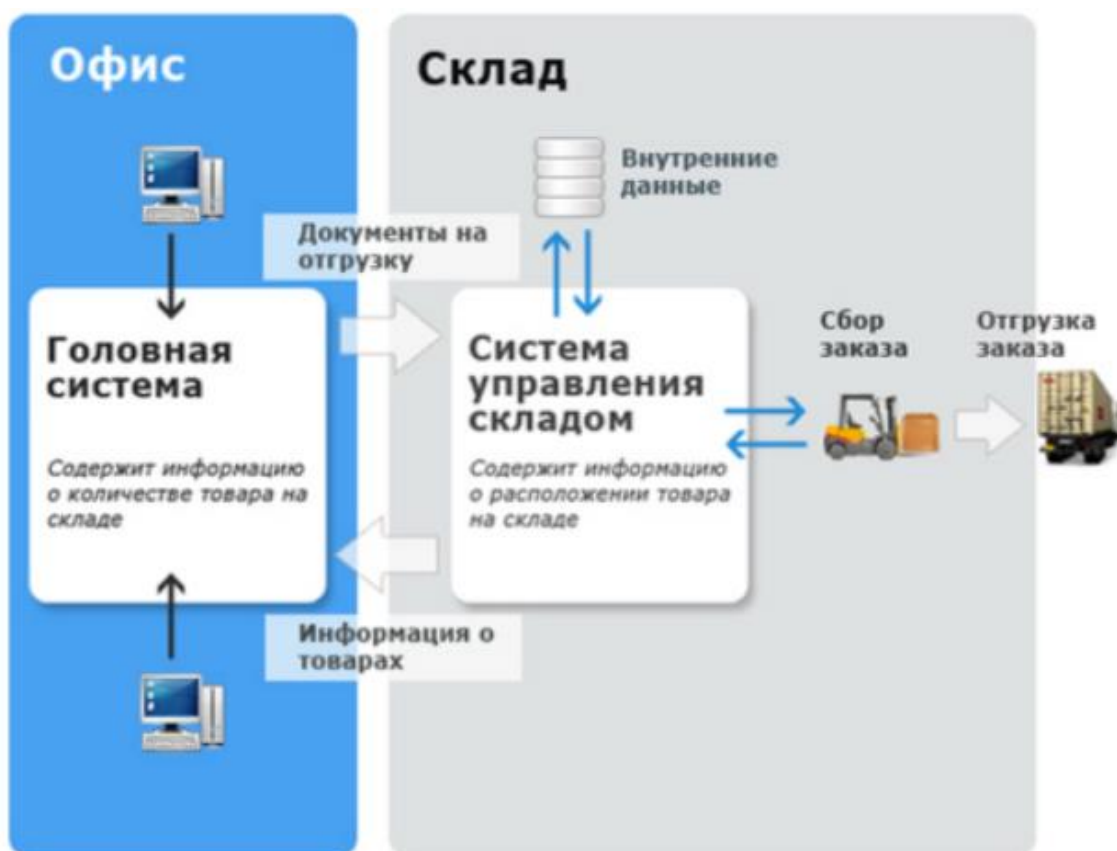 Офис
Склад
Внутренние
данные
Документы на
отгрузку
Головная
система
Содержит информацию
о количестве товара на
складе
Система
управления
складом
Содержит информацию
о расположении товара
на складе
Сбор
заказа
Отгрузка
заказа
Информация о
товарах